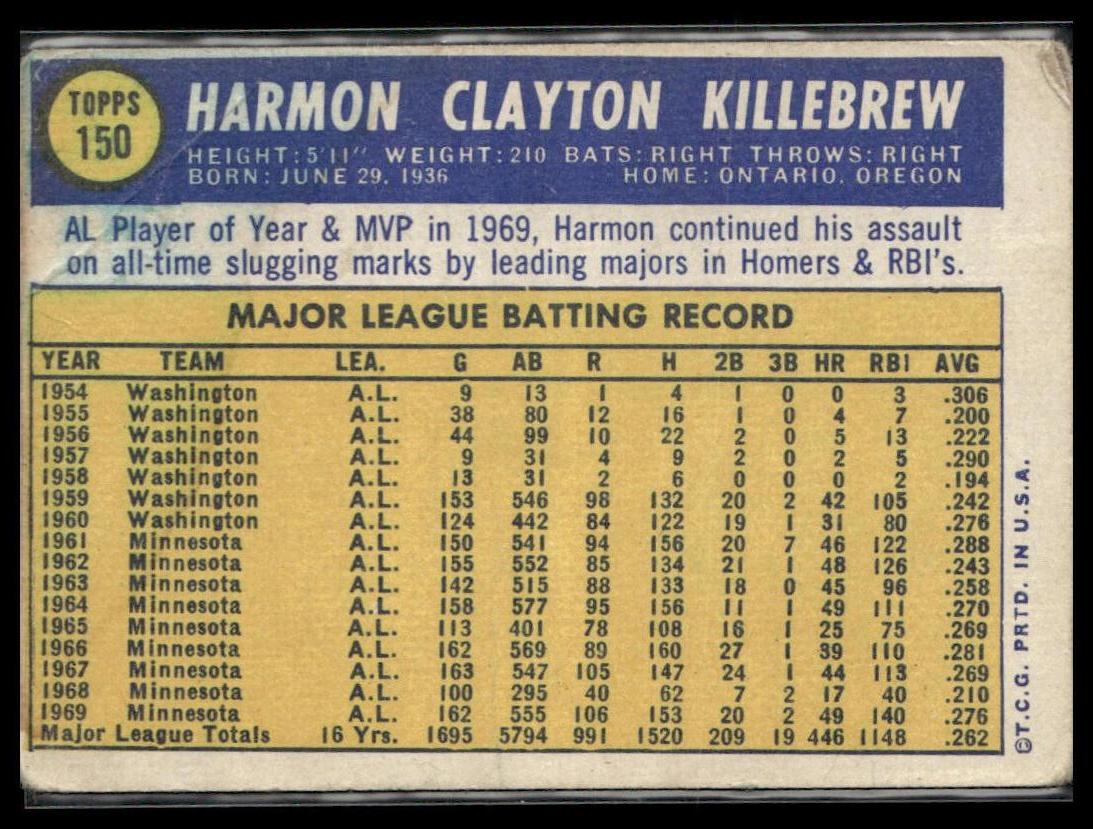 TOPPS
150
HARMON CLAYTON KILLEBREW
HEIGHT: 5'11" WEIGHT: 210 BATS: RIGHT THROWS: RIGHT
BORN: JUNE 29, 1936 HOME: ONTARIO, OREGON
AL Player of Year & MVP in 1969, Harmon continued his assault
on all-time slugging marks by leading majors in Homers & RBI's.
MAJOR LEAGUE BATTING RECORD
YEAR TEAM LEA. G AB R H 2B 3B HR RBI AVG
1954 Washington A.L. 9 13 1 4 1 0 0 3 .306
1955 Washington A.L. 38 80 12 16 1 0 4 7 .200
1956 Washington A.L. 44 99 10 22 2 0 5 13 .222
1957 Washington A.L. 9 31 4 9 2 0 2 5 .290
1958 Washington A.L. 13 31 2 6 0 0 0 2 .194
1959 Washington A.L. 153 546 98 132 20 2 42 105 .242
1960 Washington A.L. 124 442 84 122 19 1 31 80 .276
1961 Minnesota A.L. 150 541 94 156 20 7 46 122 .288
1962 Minnesota A.L. 155 552 85 134 21 1 48 126 .243
1963 Minnesota A.L. 142 515 88 133 18 0 45 96 .258
1964 Minnesota A.L. 158 577 95 156 11 1 49 111 .270
1965 Minnesota A.L. 113 401 78 108 16 1 25 75 .269
1966 Minnesota A.L. 162 569 89 160 27 1 39 110 .281
1967 Minnesota A.L. 163 547 105 147 24 1 44 113 .269
1968 Minnesota A.L. 100 295 40 62 7 2 17 40 .210
1969 Minnesota A.L. 162 555 106 153 20 2 49 140 .276
Major League Totals 16 Yrs. 1695 5794 991 1520 209 19 446 1148 .262
©T.C.G. PRTD. IN U.S.A.